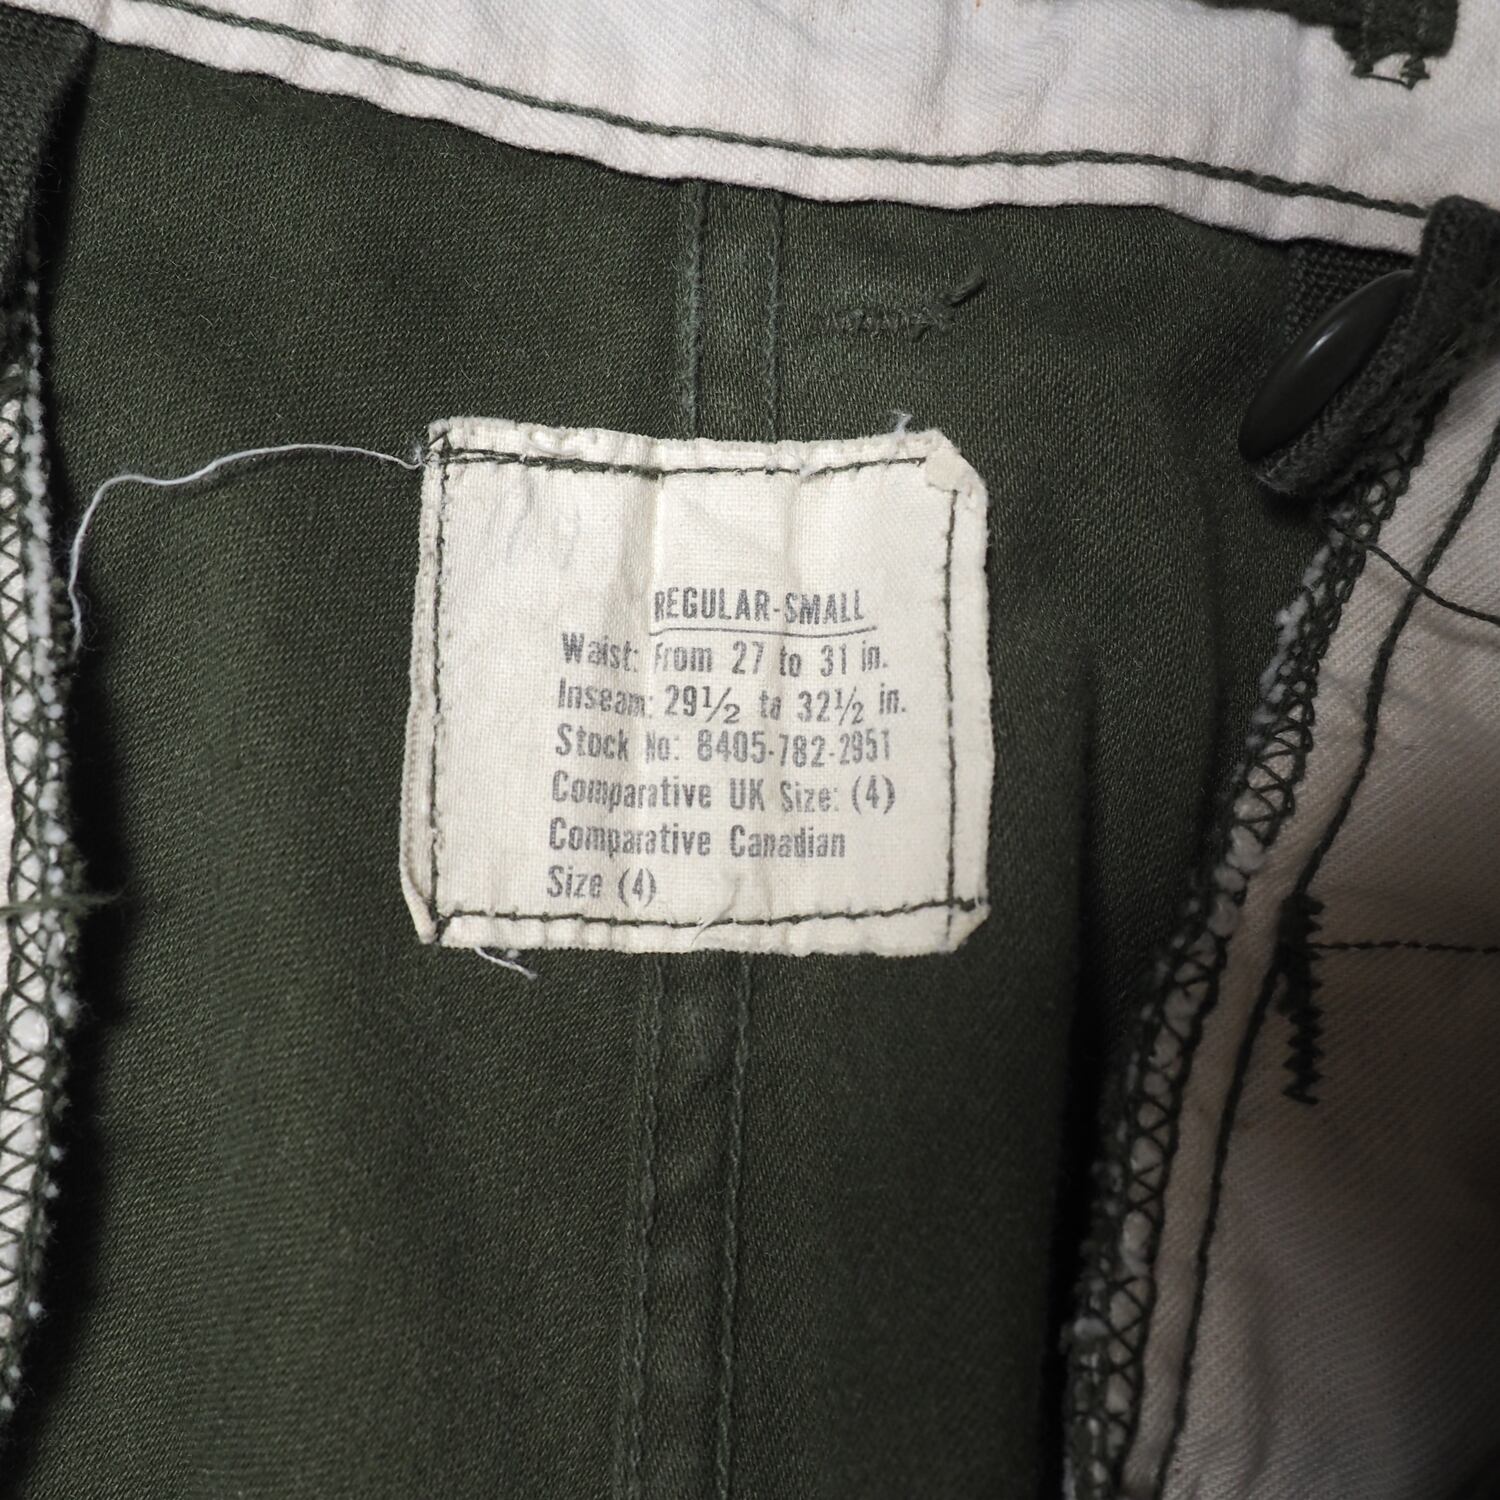 REGULAR-SMALL
Waist: From 27 to 31 in.
Inseam: 29½ to 32½ in.
Stock No: 8405-782-2951
Comparative UK Size: (4)
Comparative Canadian
Size (4)